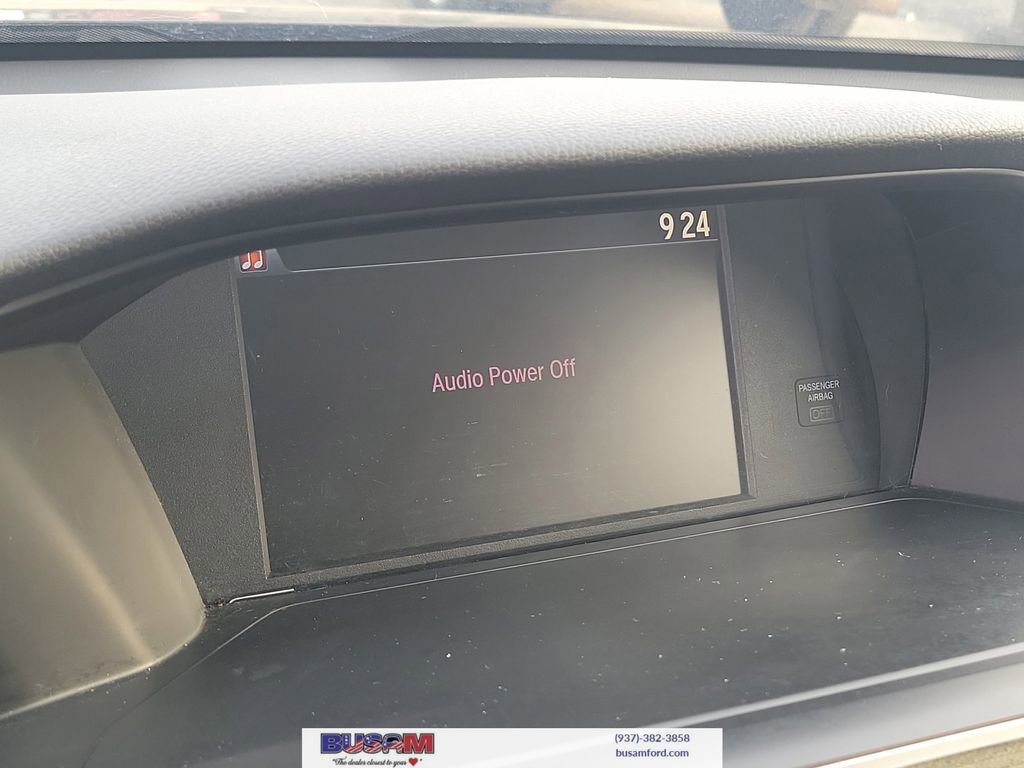 9 24
Audio Power Off
PASSENGER
AIRBAG
OFF
BUSAM
"The dealer closest to your ❤"
(937)-382-3858
busamford.com